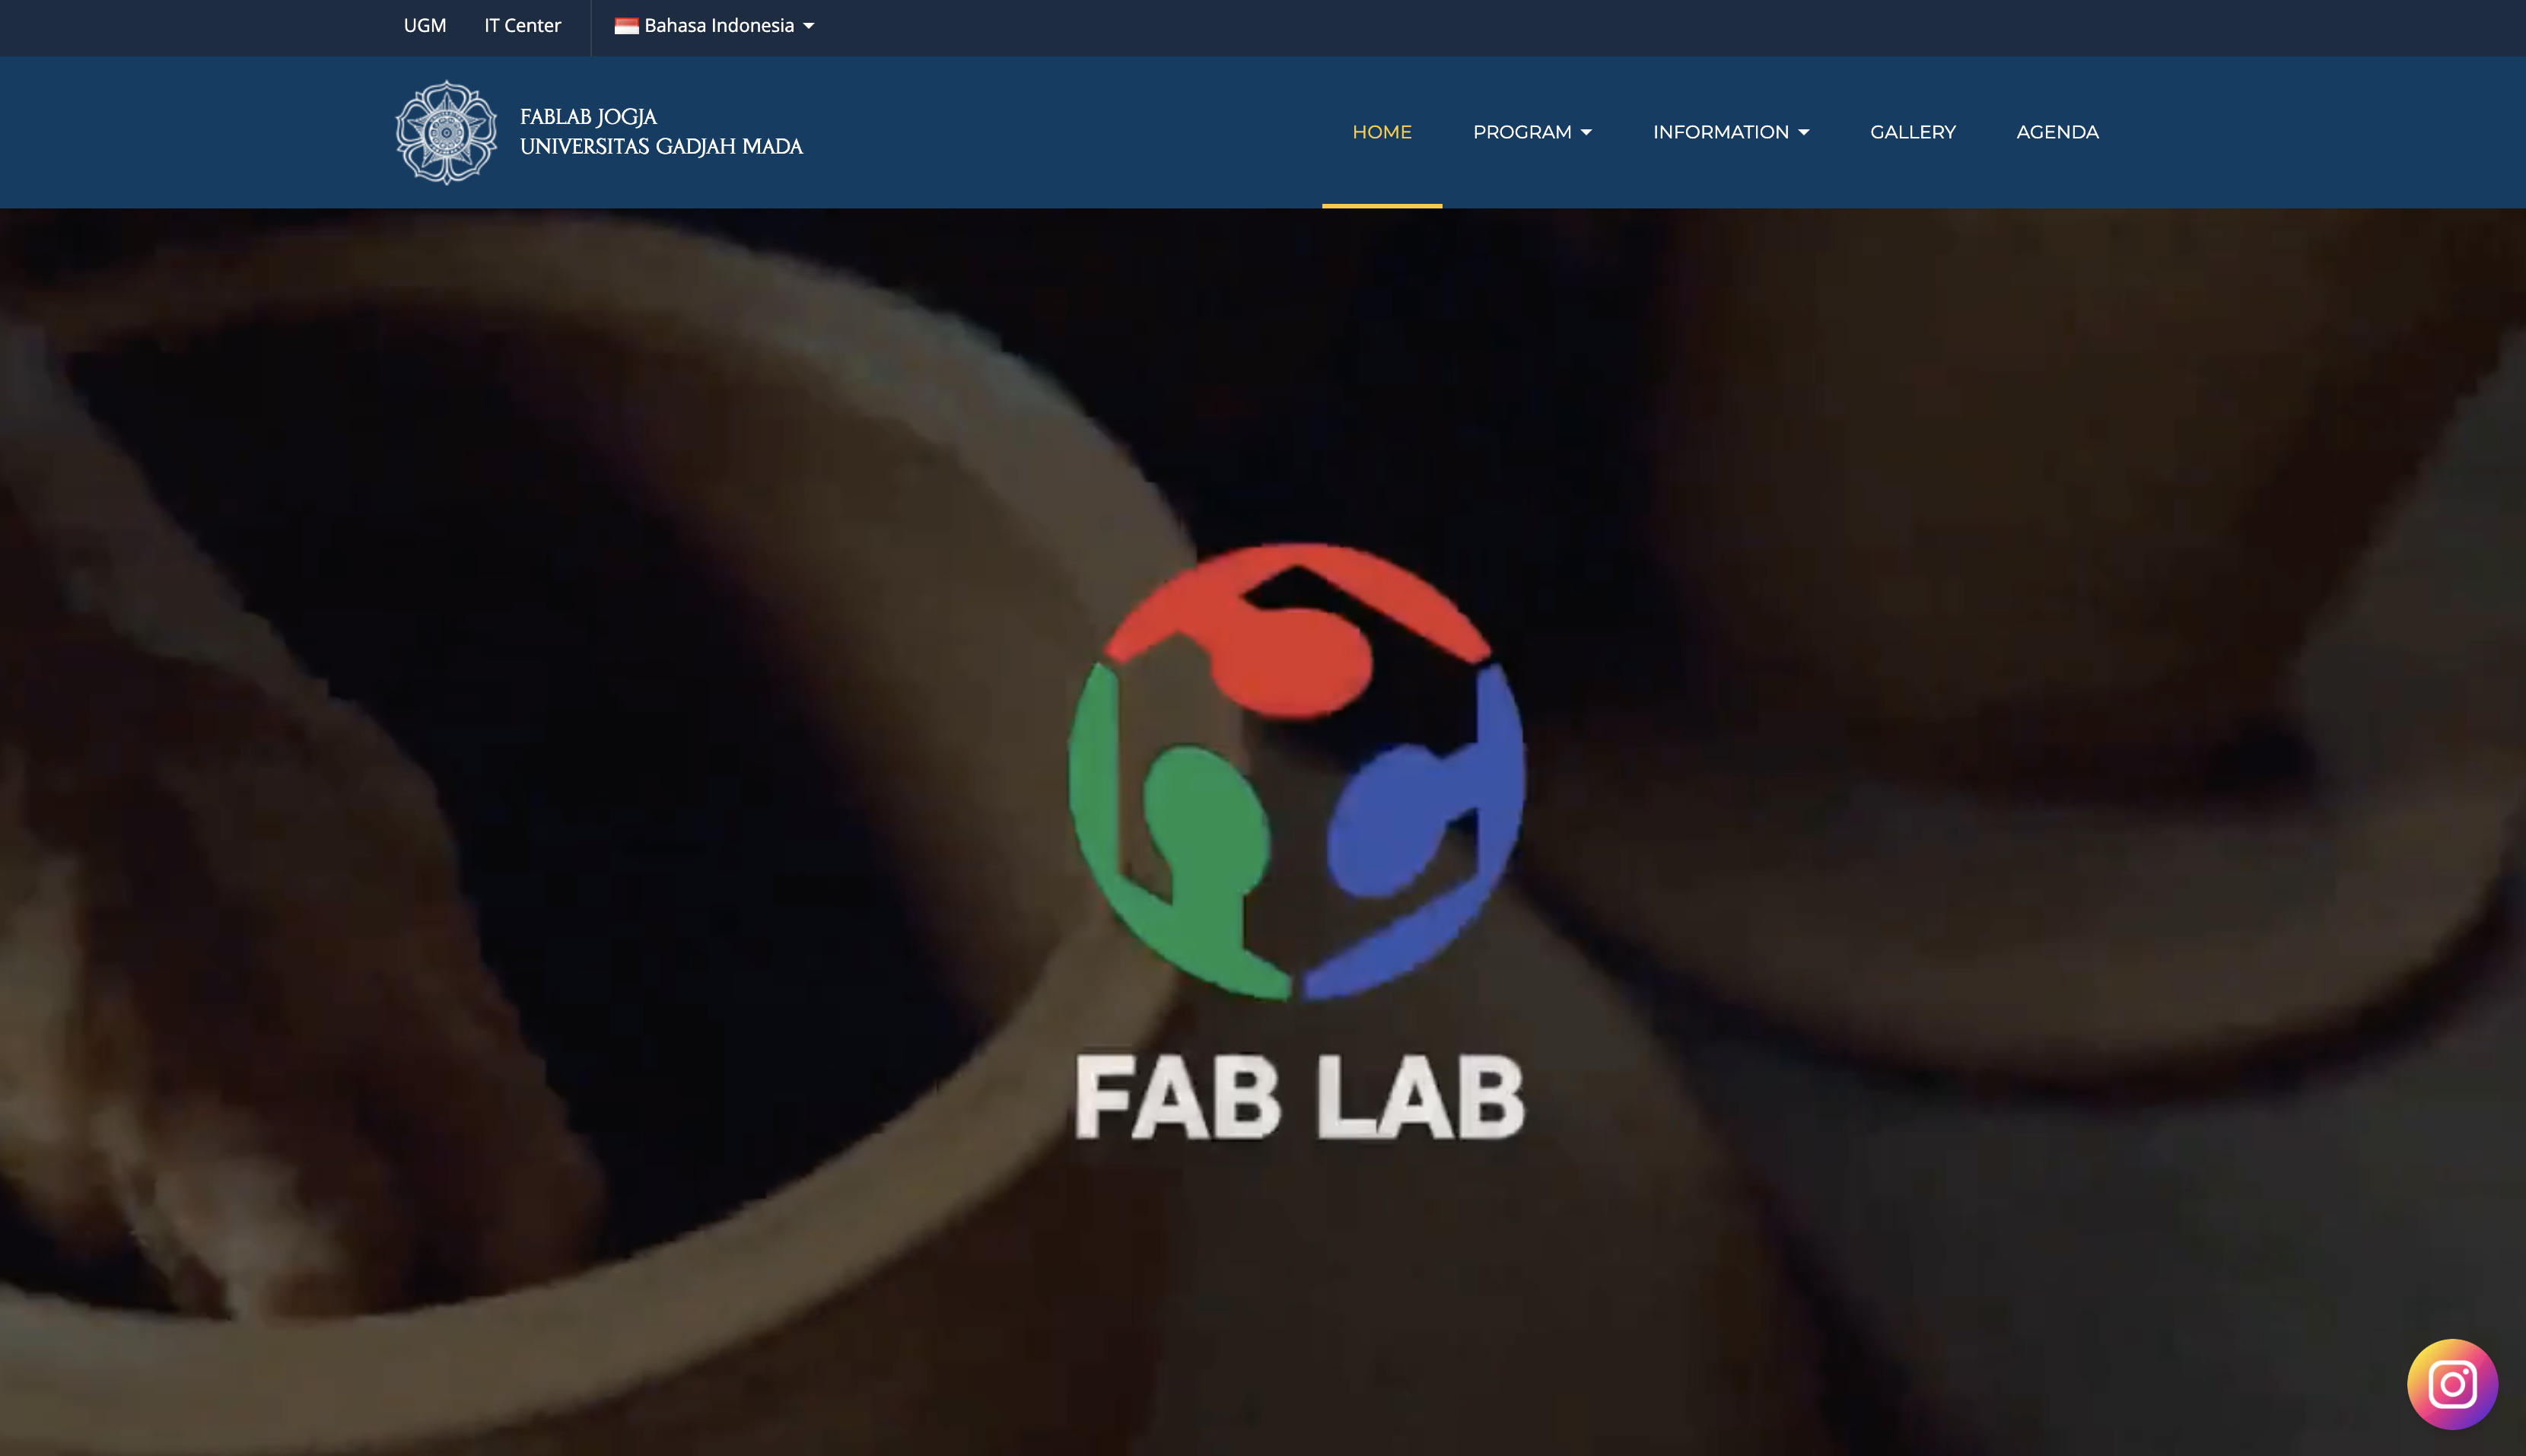 UGM IT Center Bahasa Indonesia
FABLAB JOGJA
UNIVERSITAS GADJAH MADA
HOME PROGRAM INFORMATION GALLERY AGENDA
FAB LAB